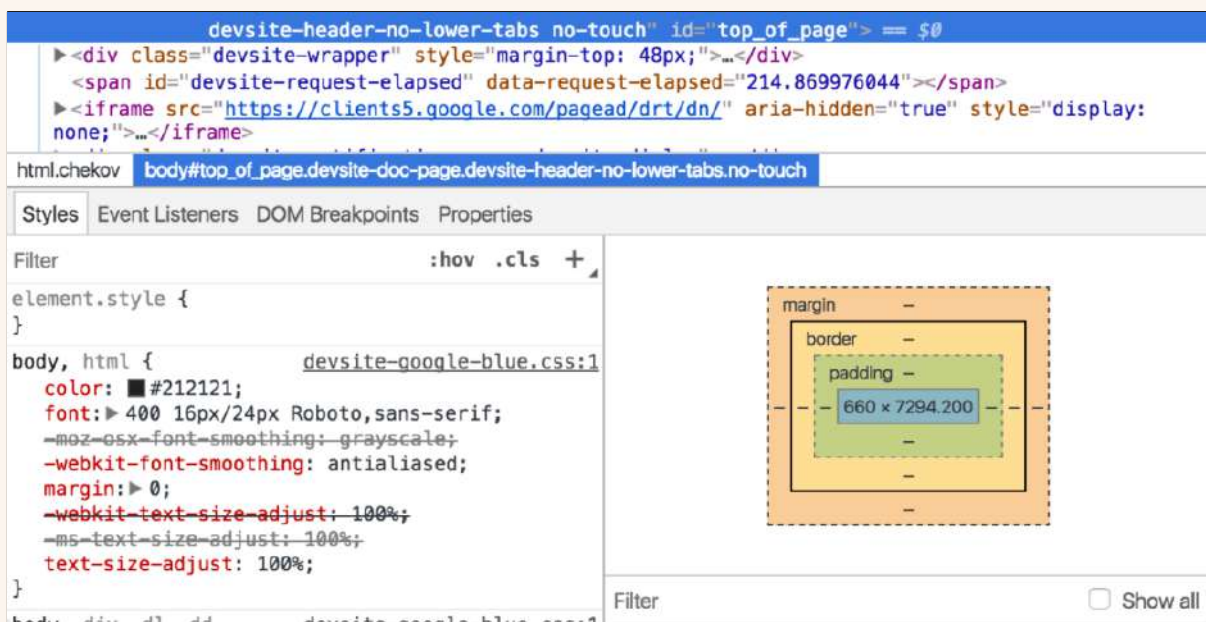 devsite-header-no-lower-tabs no-touch" id="top_of_page"> == $0
▶<div class="devsite-wrapper" style="margin-top: 48px;">…</div>
<span id="devsite-request-elapsed" data-request-elapsed="214.869976044"></span>
▶<iframe src="https://clients5.google.com/pagead/drt/dn/" aria-hidden="true" style="display:
none;">…</iframe>
html.chekov body#top_of_page.devsite-doc-page.devsite-header-no-lower-tabs.no-touch
Styles Event Listeners DOM Breakpoints Properties
Filter :hov .cls +
element.style {
}
body, html { devsite-google-blue.css:1
color: #212121;
font:▶ 400 16px/24px Roboto,sans-serif;
-moz-osx-font-smoothing: grayscale;
-webkit-font-smoothing: antialiased;
margin:▶ 0;
-webkit-text-size-adjust: 100%;
-ms-text-size-adjust: 100%;
text-size-adjust: 100%;
}
margin –
border –
padding –
– – – 660 × 7294.200 – – –
–
–
–
Filter Show all